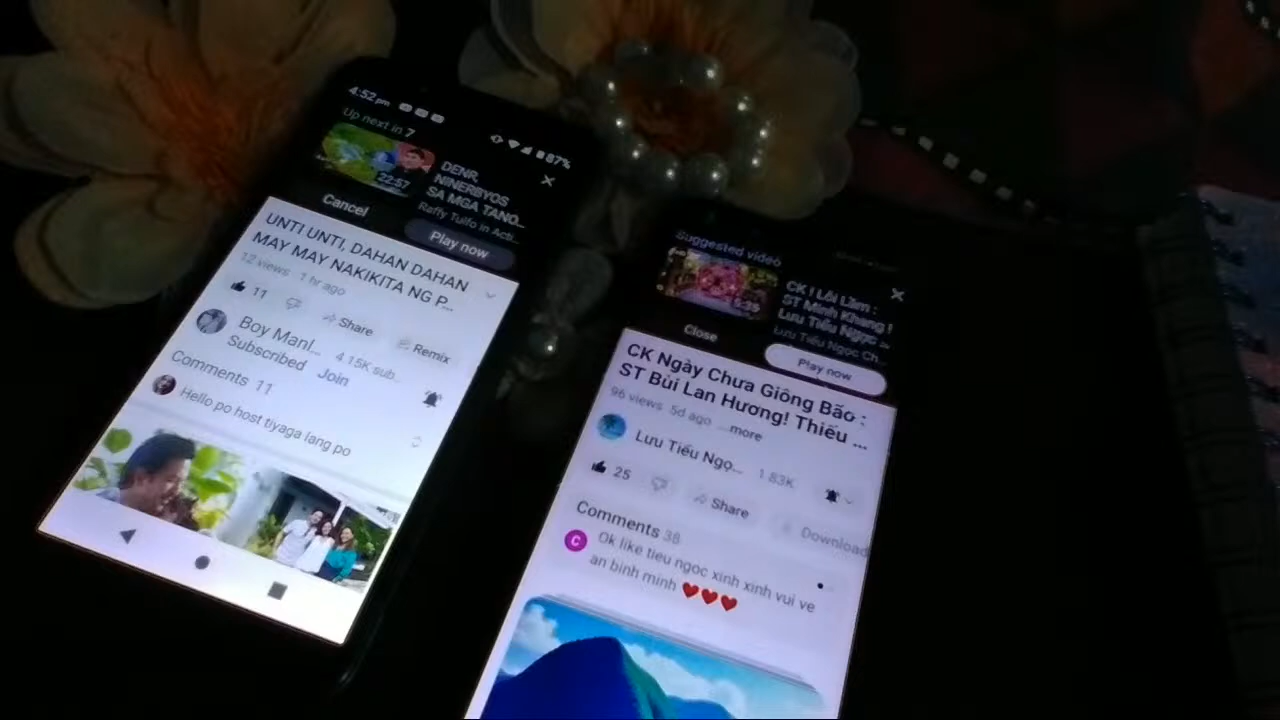 4:52pm
87%
Up next in 7
22:57
DENR,
NINERBYOS
SA MGA TANO...
Raffy Tulfo in Acti...
Cancel
Play now
UNTI UNTI, DAHAN DAHAN
MAY MAY NAKIKITA NG P...
12 views 1 hr ago
11
Share
Remix
Boy Manl...
4.15K sub...
Subscribed
Join
Comments 11
Hello po host tiyaga lang po
Suggested video
CK ! Lỗi Lầm :
ST Minh Khang !
Lưu Tiểu Ngọc ...
Lưu Tiểu Ngọc Ch...
Close
Play now
CK Ngày Chưa Giông Bão :
ST Bùi Lan Hương! Thiếu ...
96 views 5d ago ...more
Lưu Tiểu Ngọ...
1.83K
25
Share
Download
Comments 38
C
Ok like tieu ngoc xinh xinh vui ve
an binh minh ❤️❤️❤️